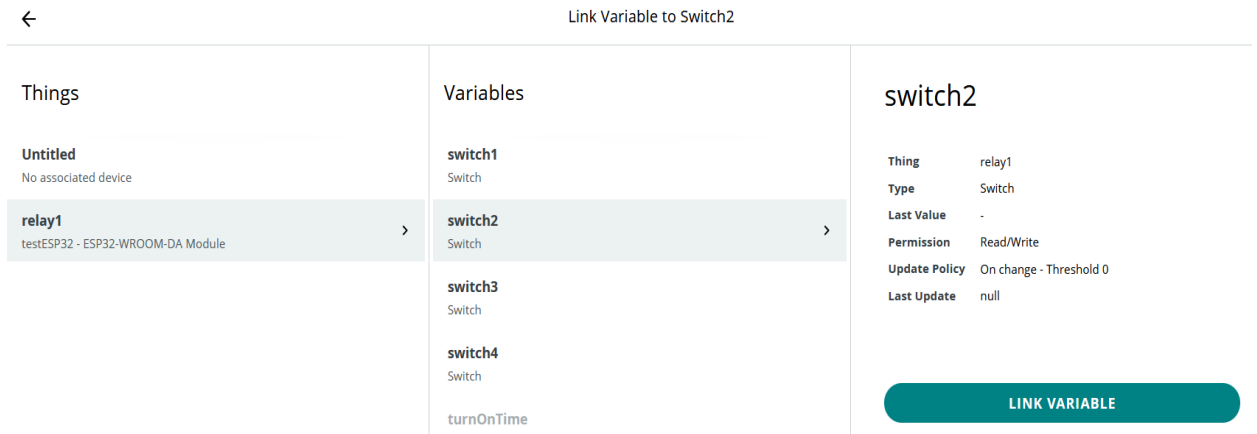 Link Variable to Switch2
Things
Untitled
No associated device
relay1
testESP32 - ESP32-WROOM-DA Module
Variables
switch1
Switch
switch2
Switch
switch3
Switch
switch4
Switch
turnOnTime
switch2
Thing relay1
Type Switch
Last Value -
Permission Read/Write
Update Policy On change - Threshold 0
Last Update null
LINK VARIABLE